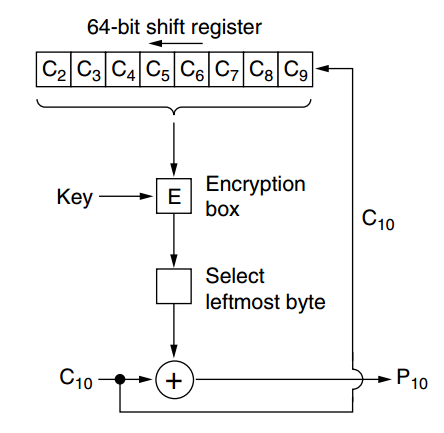 64-bit shift register
C2 C3 C4 C5 C6 C7 C8 C9
Key
E
Encryption
box
C10
Select
leftmost byte
C10
+
P10